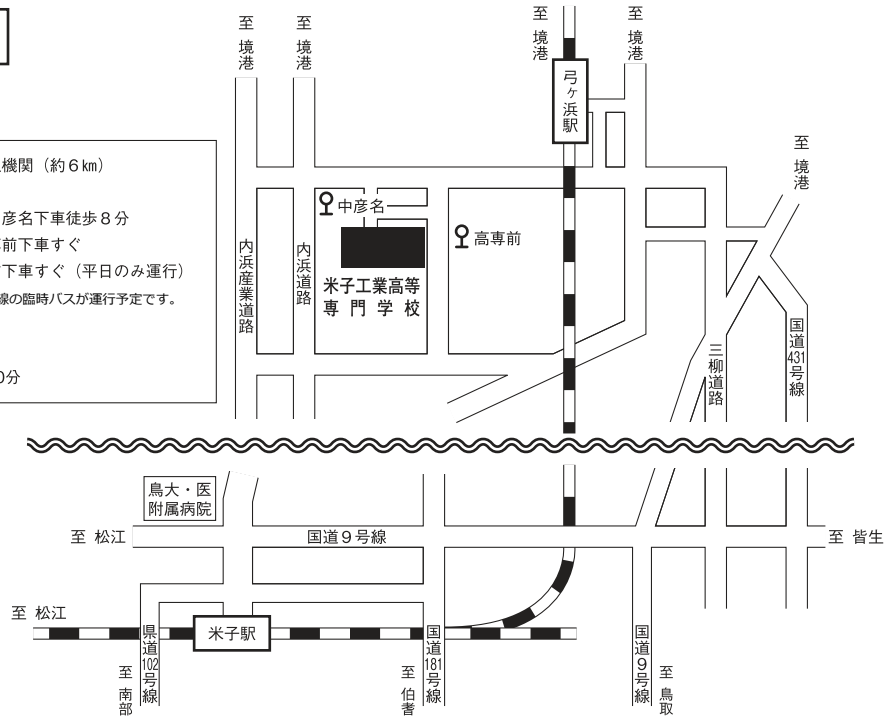 至 境港
至 境港
至 境港
至 境港
至 境港
弓ヶ浜駅
機関（約6㎞）
彦名下車徒歩８分
前下車すぐ
下車すぐ（平日のみ運行）
線の臨時バスが運行予定です。
0分
中彦名
高専前
米子工業高等
専門学校
内浜産業道路
内浜道路
三柳道路
国道431号線
鳥大・医
附属病院
至 松江
国道９号線
至 皆生
至 松江
米子駅
県道102号線
国道181号線
国道９号線
至 南部
至 伯耆
至 鳥取